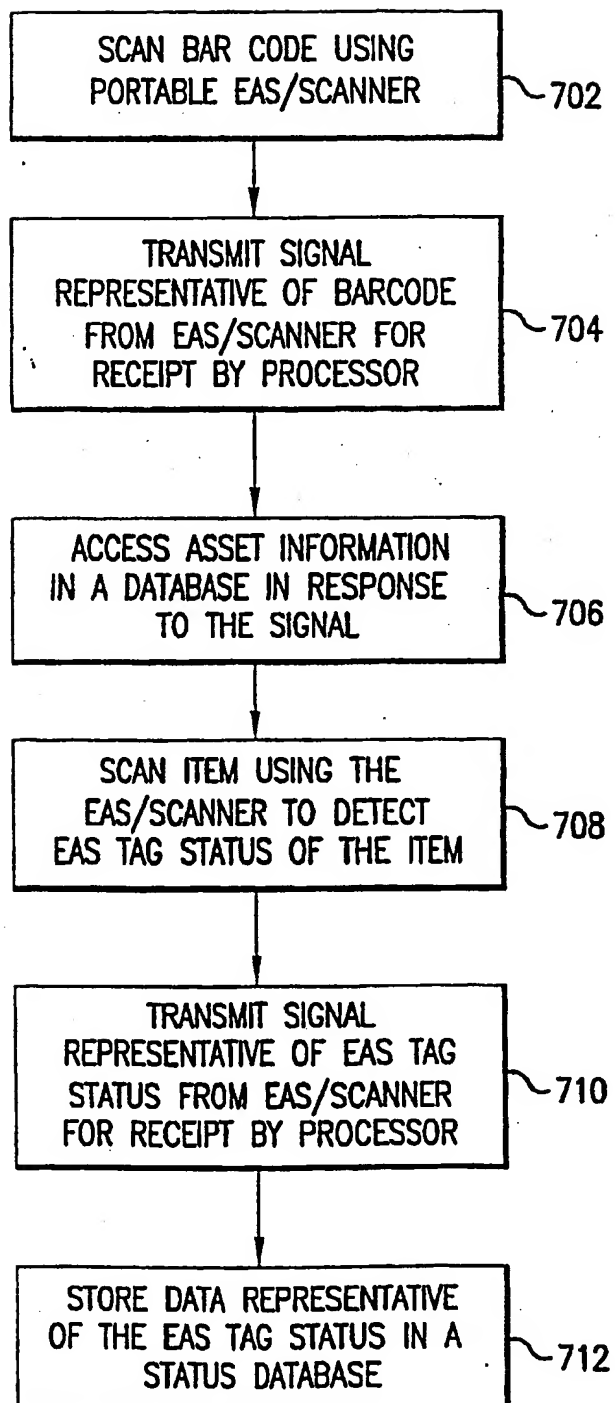 SCAN BAR CODE USING
PORTABLE EAS/SCANNER
702
TRANSMIT SIGNAL
REPRESENTATIVE OF BARCODE
FROM EAS/SCANNER FOR
RECEIPT BY PROCESSOR
704
ACCESS ASSET INFORMATION
IN A DATABASE IN RESPONSE
TO THE SIGNAL
706
SCAN ITEM USING THE
EAS/SCANNER TO DETECT
EAS TAG STATUS OF THE ITEM
708
TRANSMIT SIGNAL
REPRESENTATIVE OF EAS TAG
STATUS FROM EAS/SCANNER
FOR RECEIPT BY PROCESSOR
710
STORE DATA REPRESENTATIVE
OF THE EAS TAG STATUS IN A
STATUS DATABASE
712